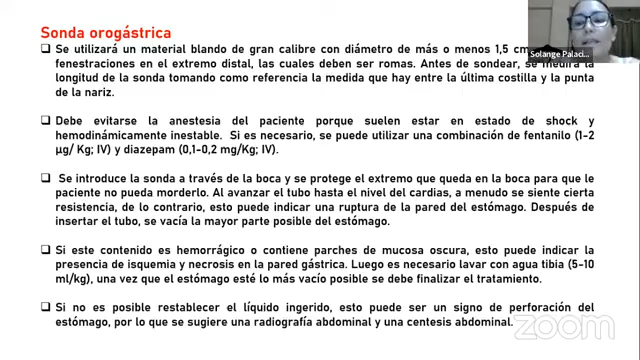 Sonda orogástrica
❑ Se utilizará un material blando de gran calibre con diámetro de más o menos 1,5 cm
fenestraciones en el extremo distal, las cuales deben ser romas. Antes de sondear, se medirá la
longitud de la sonda tomando como referencia la medida que hay entre la última costilla y la punta
de la nariz.
❑ Debe evitarse la anestesia del paciente porque suelen estar en estado de shock y
hemodinámicamente inestable. Si es necesario, se puede utilizar una combinación de fentanilo (1-2
µg/ Kg; IV) y diazepam (0,1-0,2 mg/Kg; IV).
❑ Se introduce la sonda a través de la boca y se protege el extremo que queda en la boca para que le
paciente no pueda morderlo. Al avanzar el tubo hasta el nivel del cardias, a menudo se siente cierta
resistencia, de lo contrario, esto puede indicar una ruptura de la pared del estómago. Después de
insertar el tubo, se vacía la mayor parte posible del estómago.
❑ Si este contenido es hemorrágico o contiene parches de mucosa oscura, esto puede indicar la
presencia de isquemia y necrosis en la pared gástrica. Luego es necesario lavar con agua tibia (5-10
ml/kg), una vez que el estómago esté lo más vacío posible se debe finalizar el tratamiento.
❑ Si no es posible restablecer el líquido ingerido, esto puede ser un signo de perforación del
estómago, por lo que se sugiere una radiografía abdominal y una centesis abdominal.
Solange Palaci...
zoom